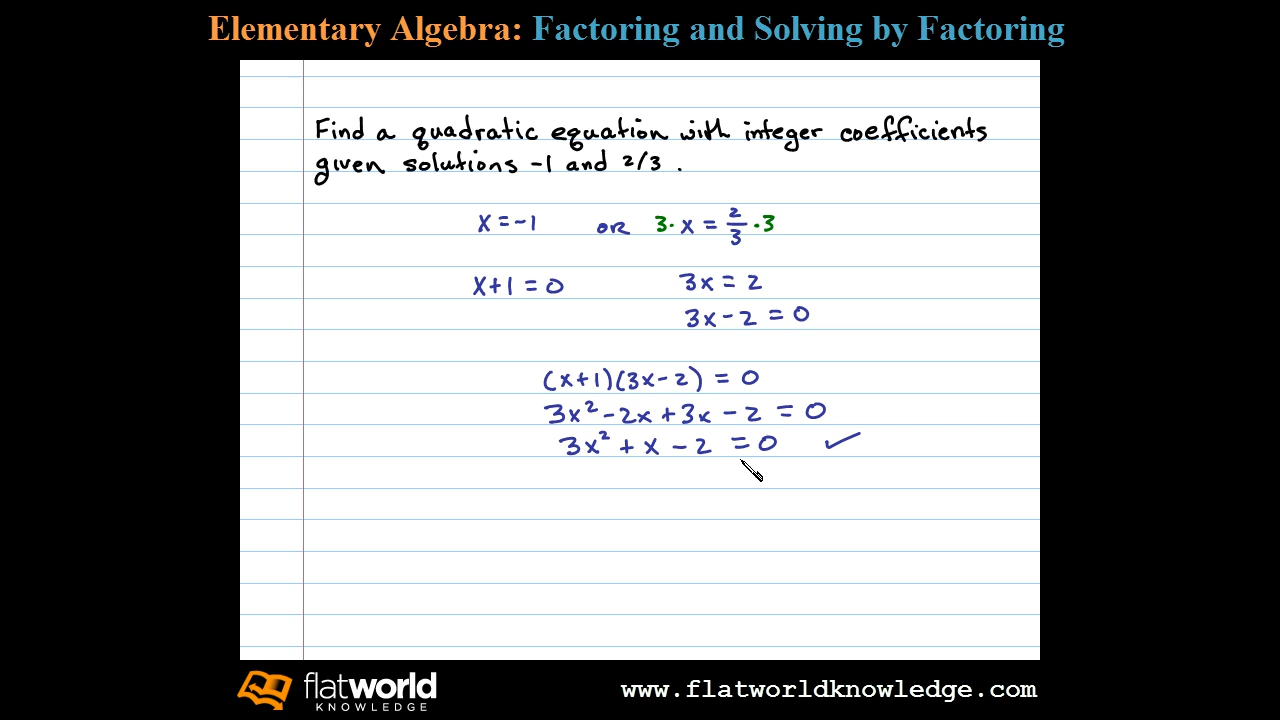 Elementary Algebra: Factoring and Solving by Factoring
Find a quadratic equation with integer coefficients
given solutions -1 and 2/3 .
x = -1 or 3· x = 2/3 ·3
x+1 = 0 3x = 2
3x - 2 = 0
(x+1)(3x-2) = 0
3x² - 2x + 3x - 2 = 0
3x² + x - 2 = 0 ✓
flatworld
KNOWLEDGE
www.flatworldknowledge.com